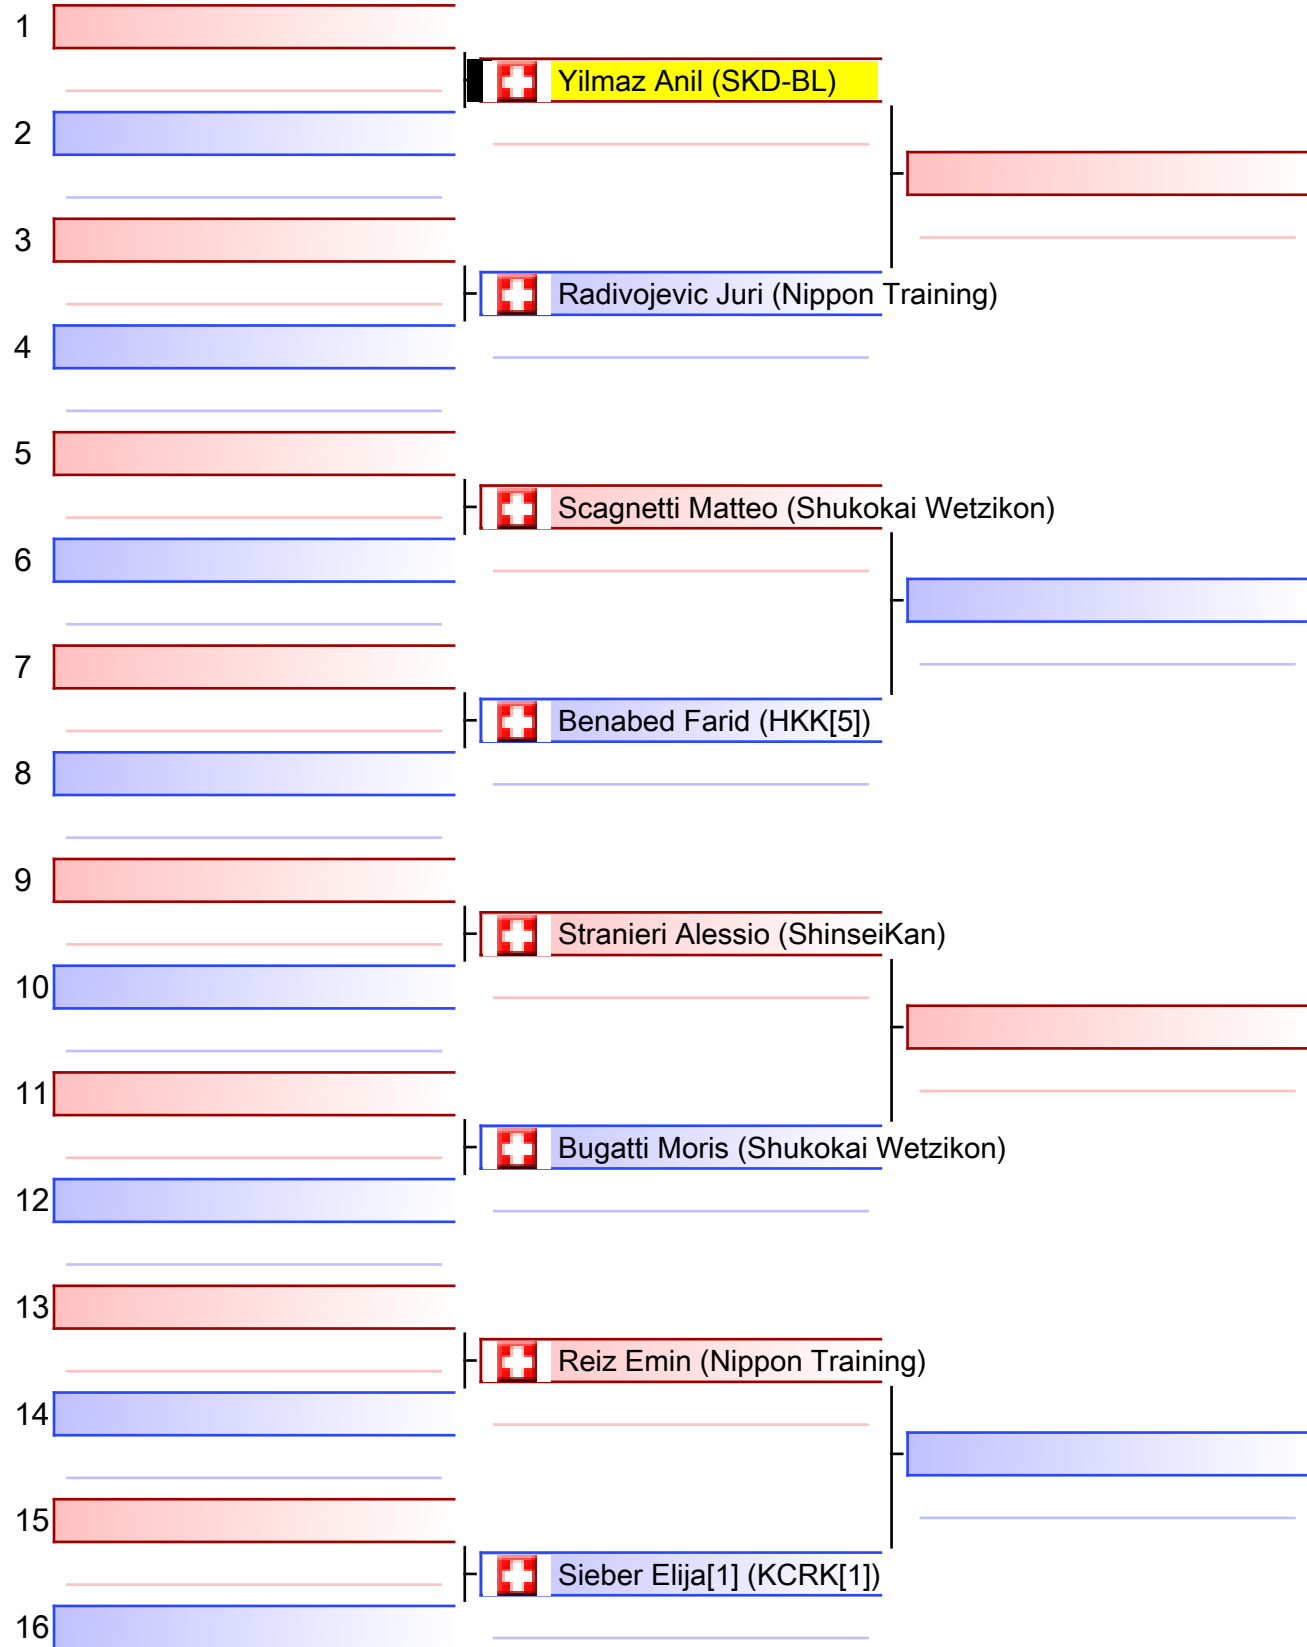 1
Yilmaz Anil (SKD-BL)
2
3
Radivojevic Juri (Nippon Training)
4
5
Scagnetti Matteo (Shukokai Wetzikon)
6
7
Benabed Farid (HKK[5])
8
9
Stranieri Alessio (ShinseiKan)
10
11
Bugatti Moris (Shukokai Wetzikon)
12
13
Reiz Emin (Nippon Training)
14
15
Sieber Elija[1] (KCRK[1])
16